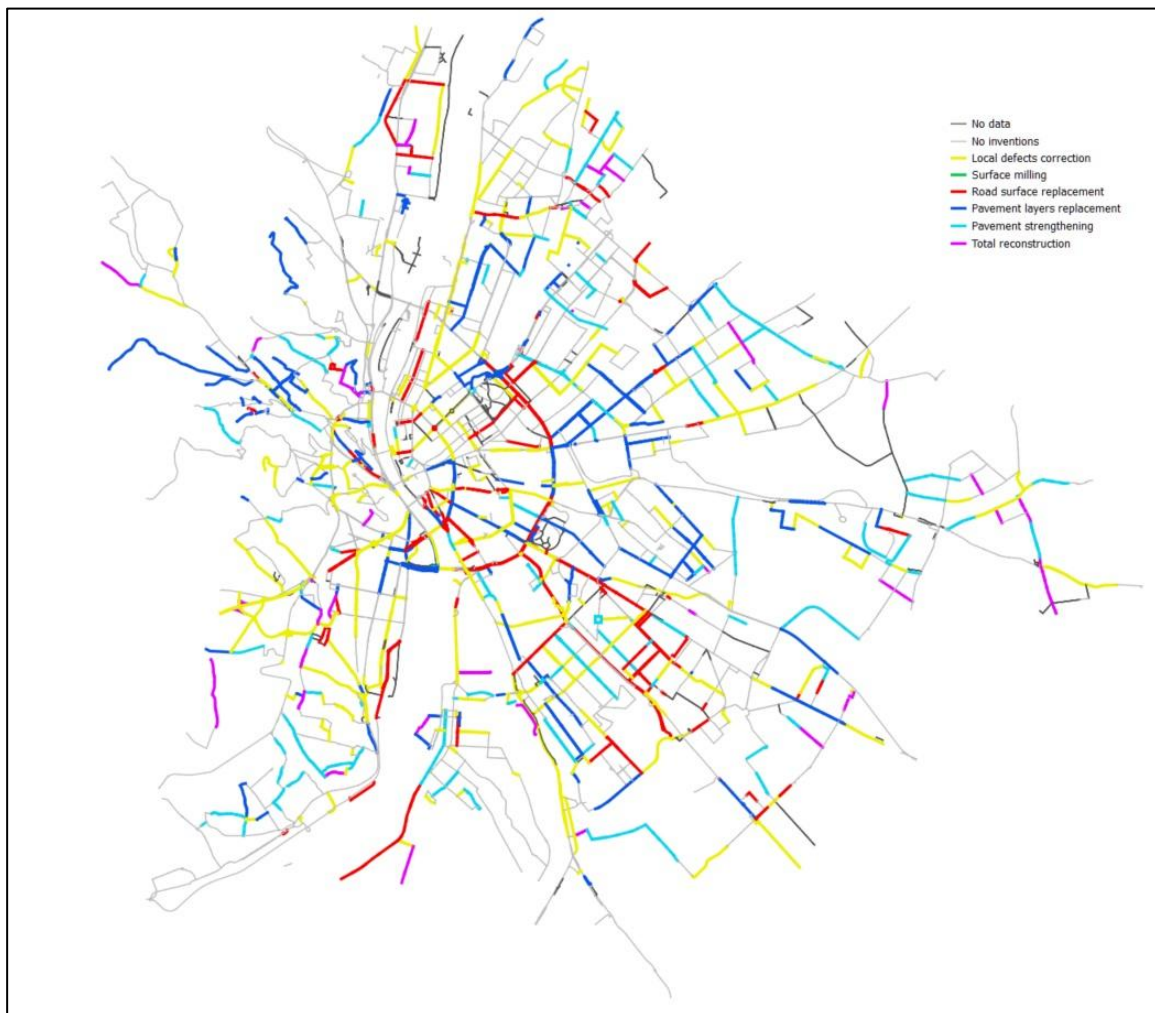 No data
No inventions
Local defects correction
Surface milling
Road surface replacement
Pavement layers replacement
Pavement strengthening
Total reconstruction